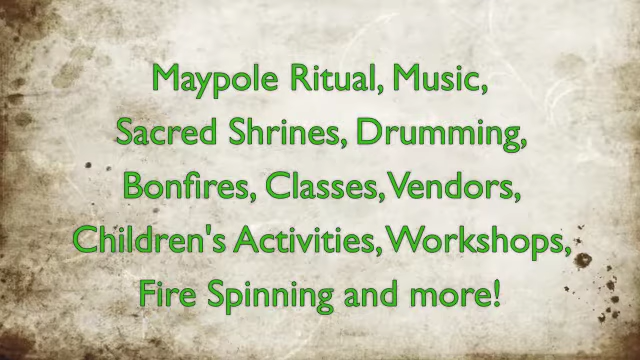 Maypole Ritual, Music,
Sacred Shrines, Drumming,
Bonfires, Classes, Vendors,
Children's Activities, Workshops,
Fire Spinning and more!